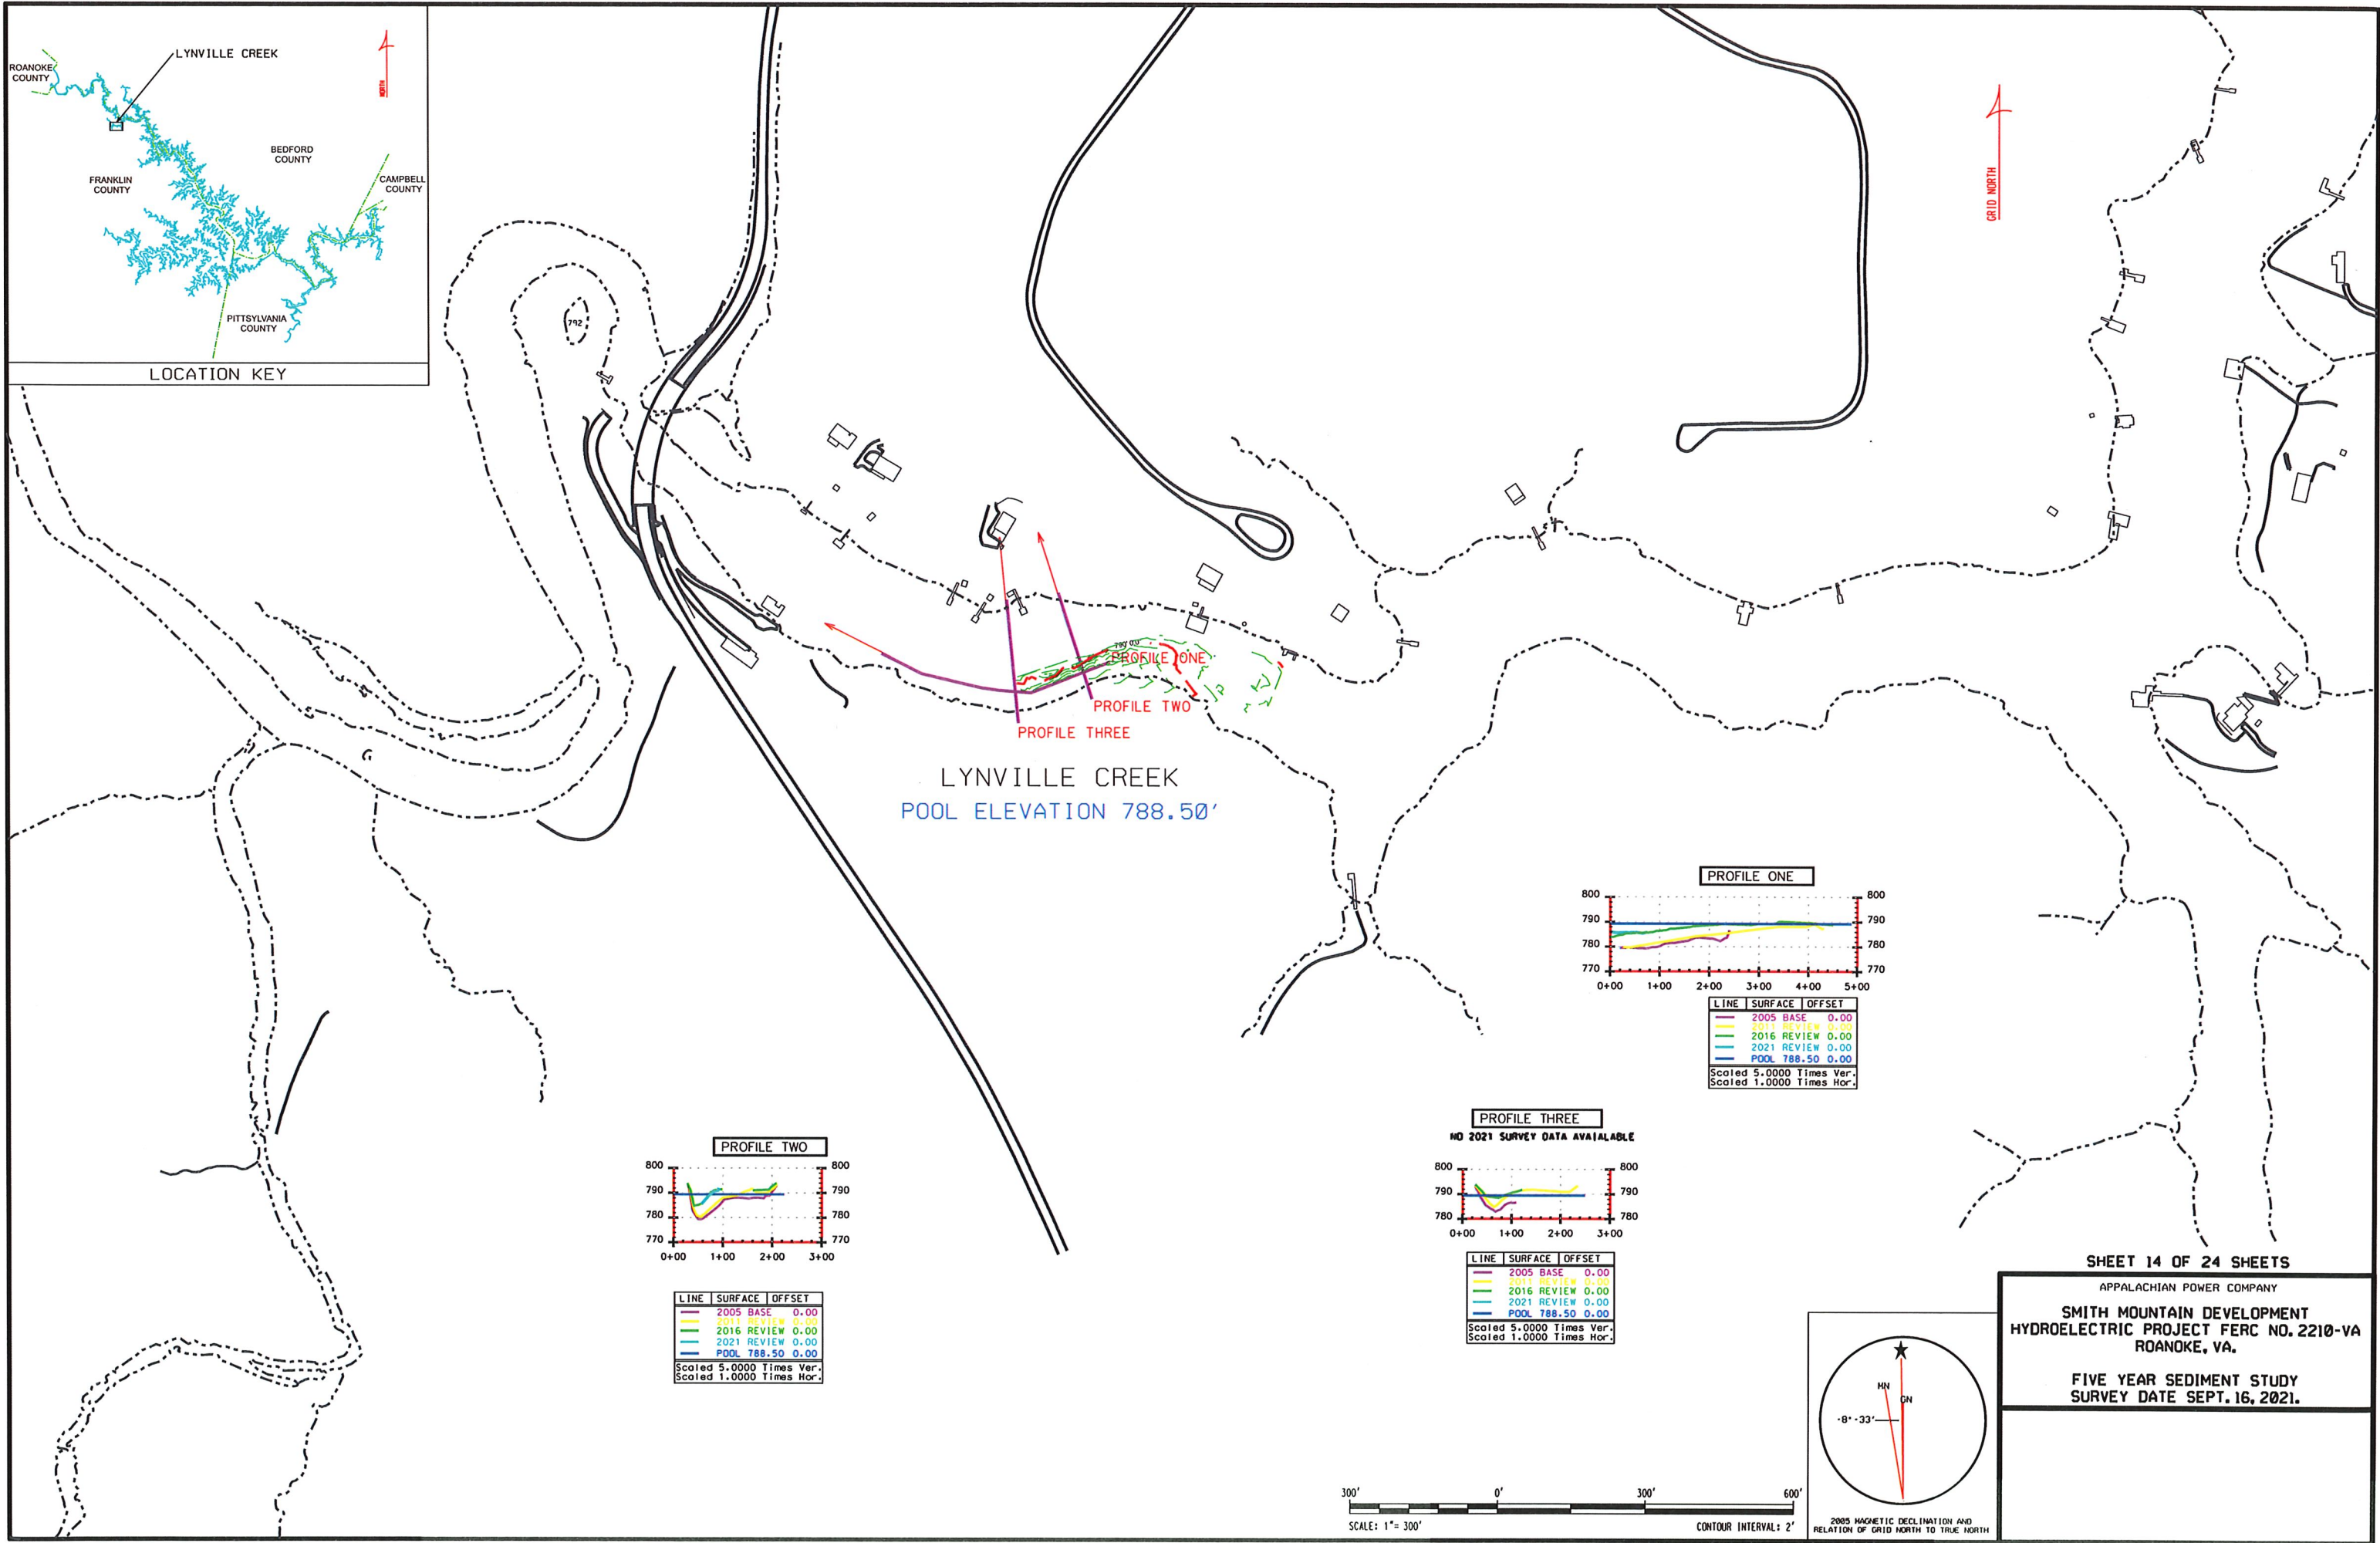 LYNVILLE CREEK
ROANOKE
COUNTY
NORTH
BEDFORD
COUNTY
FRANKLIN
COUNTY
CAMPBELL
COUNTY
PITTSYLVANIA
COUNTY
LOCATION KEY
792
GRID NORTH
PROFILE ONE
PROFILE TWO
PROFILE THREE
LYNVILLE CREEK
POOL ELEVATION 788.50'
PROFILE ONE
800 800
790 790
780 780
770 770
0+00 1+00 2+00 3+00 4+00 5+00
LINE SURFACE OFFSET
2005 BASE 0.00
2011 REVIEW 0.00
2016 REVIEW 0.00
2021 REVIEW 0.00
POOL 788.50 0.00
Scaled 5.0000 Times Ver.
Scaled 1.0000 Times Hor.
PROFILE TWO
800 800
790 790
780 780
770 770
0+00 1+00 2+00 3+00
LINE SURFACE OFFSET
2005 BASE 0.00
2011 REVIEW 0.00
2016 REVIEW 0.00
2021 REVIEW 0.00
POOL 788.50 0.00
Scaled 5.0000 Times Ver.
Scaled 1.0000 Times Hor.
PROFILE THREE
NO 2021 SURVEY DATA AVAIALABLE
800 800
790 790
780 780
0+00 1+00 2+00 3+00
LINE SURFACE OFFSET
2005 BASE 0.00
2011 REVIEW 0.00
2016 REVIEW 0.00
2021 REVIEW 0.00
POOL 788.50 0.00
Scaled 5.0000 Times Ver.
Scaled 1.0000 Times Hor.
SHEET 14 OF 24 SHEETS
APPALACHIAN POWER COMPANY
SMITH MOUNTAIN DEVELOPMENT
HYDROELECTRIC PROJECT FERC NO. 2210-VA
ROANOKE, VA.
FIVE YEAR SEDIMENT STUDY
SURVEY DATE SEPT. 16, 2021.
MN
GN
-8°-33'
2005 MAGNETIC DECLINATION AND
RELATION OF GRID NORTH TO TRUE NORTH
300' 0' 300' 600'
SCALE: 1"= 300' CONTOUR INTERVAL: 2'